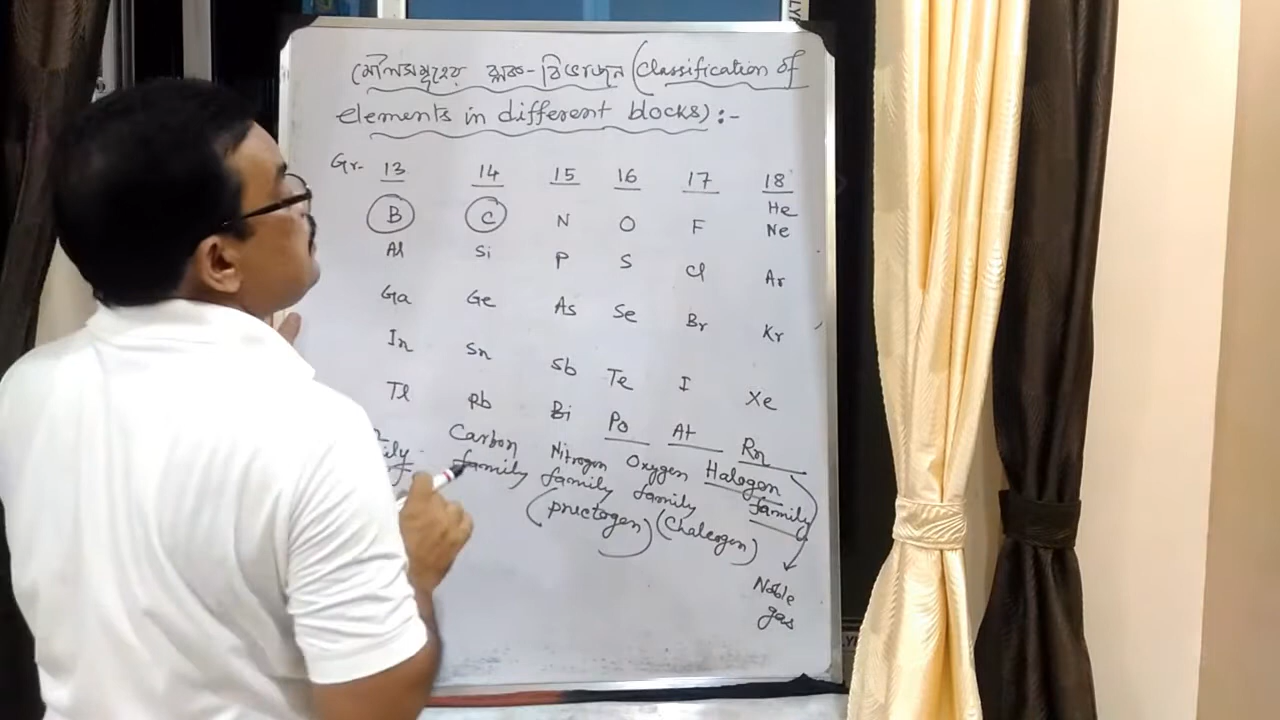 মৌলসমূহের ব্লক-বিভাজন (Classification of
elements in different blocks) :-
Gr- 13 14 15 16 17 18
He
B C N O F Ne
Al Si P S Cl Ar
Ga Ge As Se Br Kr
In Sn Sb Te I Xe
Tl Pb Bi Po At Rn
Carbon Nitrogen Oxygen Halogen
family family family family
(pnictogen) (Chalcogen)
Noble
gas